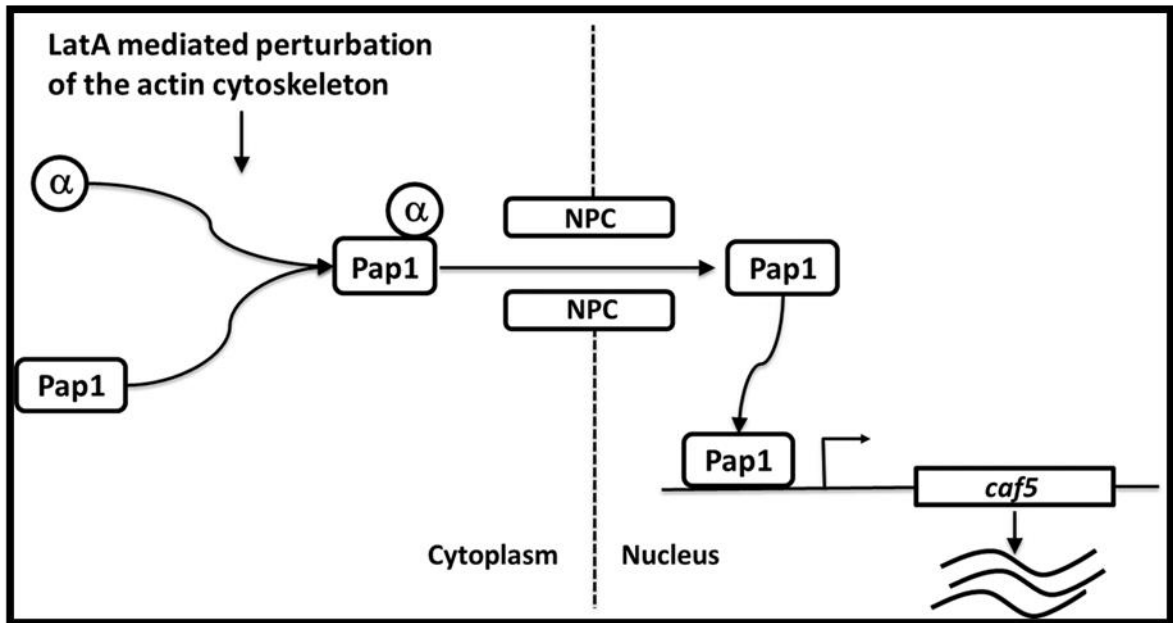 LatA mediated perturbation
of the actin cytoskeleton
α
α
Pap1
NPC
Pap1
NPC
Pap1
Pap1
caf5
Cytoplasm
Nucleus